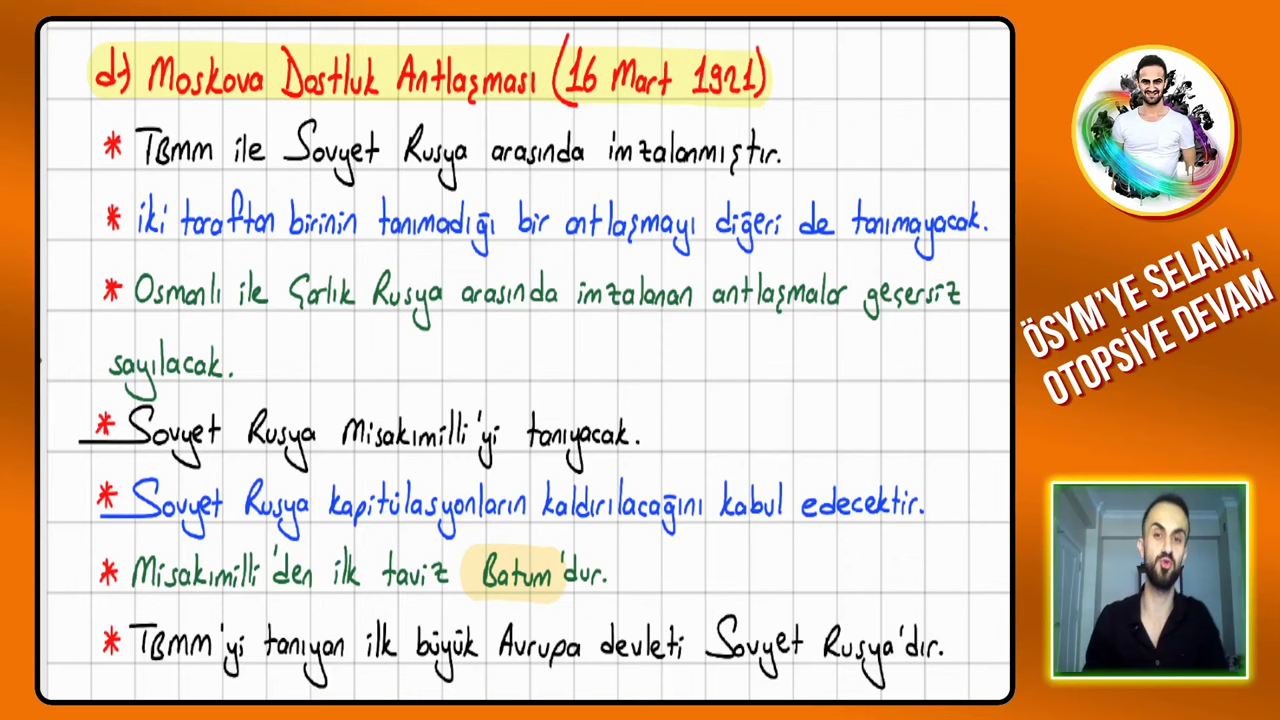 d-) Moskova Dostluk Antlaşması (16 Mart 1921)
* TBMM ile Sovyet Rusya arasında imzalanmıştır.
* İki taraftan birinin tanımadığı bir antlaşmayı diğeri de tanımayacak.
* Osmanlı ile Çarlık Rusya arasında imzalanan antlaşmalar geçersiz
sayılacak.
* Sovyet Rusya Misakımilli'yi tanıyacak.
* Sovyet Rusya kapitülasyonların kaldırılacağını kabul edecektir.
* Misakımilli'den ilk taviz Batum'dur.
* TBMM'yi tanıyan ilk büyük Avrupa devleti Sovyet Rusya'dır.
ÖSYM'YE SELAM,
OTOPSİYE DEVAM